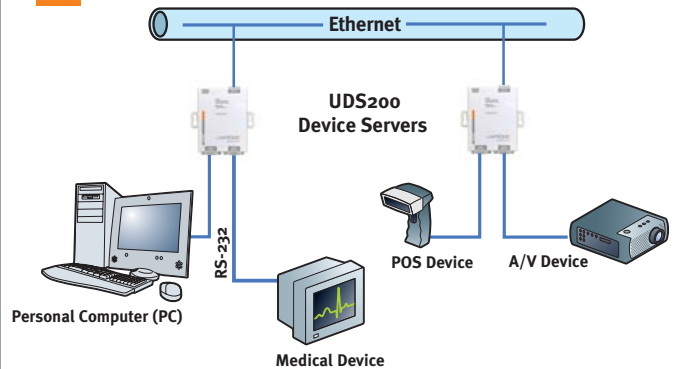 Ethernet
UDS200
Device Servers
RS-232
POS Device
A/V Device
Personal Computer (PC)
Medical Device